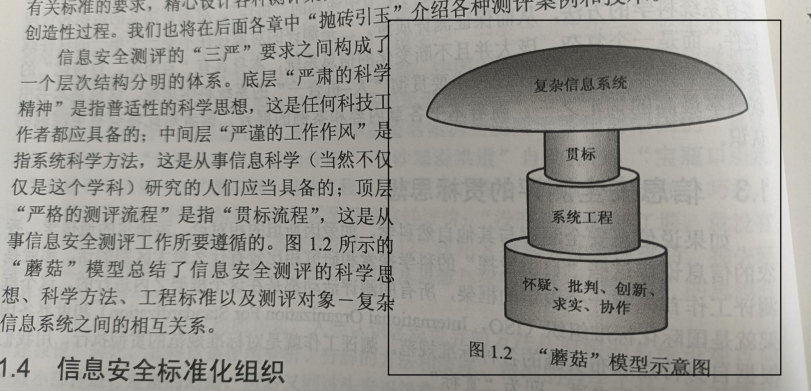 有关标准的要求，精心设计各种测评
创造性过程。我们也将在后面各章中“抛砖引玉”介绍各种测评案例和技术
信息安全测评的“三严”要求之间构成了
一个层次结构分明的体系。底层“严肃的科学
精神”是指普适性的科学思想，这是任何科技工
作者都应具备的；中间层“严谨的工作作风”是
指系统科学方法，这是从事信息科学（当然不仅
仅是这个学科）研究的人们应当具备的；顶层
“严格的测评流程”是指“贯标流程”，这是从
事信息安全测评工作所要遵循的。图 1.2 所示的
“蘑菇”模型总结了信息安全测评的科学思
想、科学方法、工程标准以及测评对象－复杂
信息系统之间的相互关系。
复杂信息系统
贯标
系统工程
怀疑、批判、创新、
求实、协作
图 1.2 “蘑菇”模型示意图
1.4 信息安全标准化组织